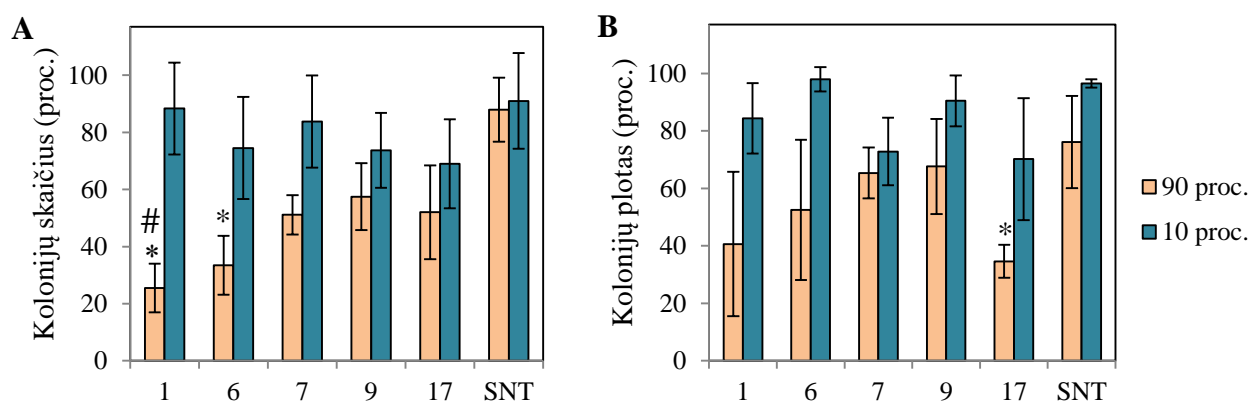 A
Kolonijų skaičius (proc.)
100
80
60
40
20
0
#
*
*
1 6 7 9 17 SNT
B
Kolonijų plotas (proc.)
100
80
60
40
20
0
*
1 6 7 9 17 SNT
90 proc.
10 proc.